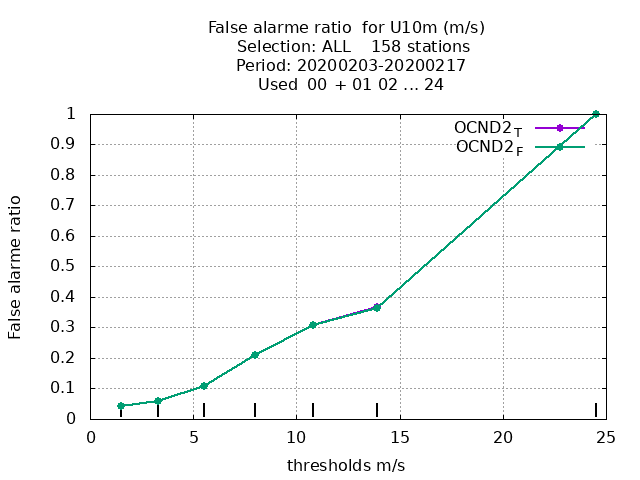 False alarme ratio  for U10m (m/s)
Selection: ALL    158 stations
Period: 20200203-20200217
Used  00  + 01 02 ... 24
OCND2T
OCND2F
1
0.9
0.8
0.7
0.6
0.5
0.4
0.3
0.2
0.1
0
False alarme ratio
0 5 10 15 20 25
thresholds m/s